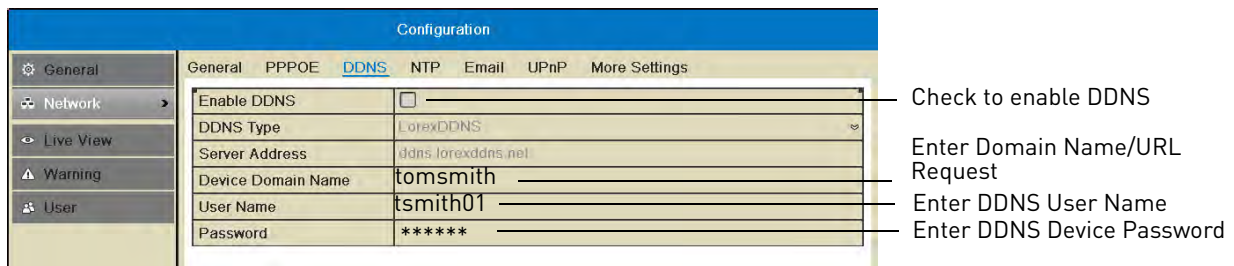 Configuration
General
Network
Live View
Warning
User
General PPPOE DDNS NTP Email UPnP More Settings
Enable DDNS
DDNS Type LorexDDNS
Server Address ddns.lorexddns.net
Device Domain Name tomsmith
User Name tsmith01
Password ******
Check to enable DDNS
Enter Domain Name/URL
Request
Enter DDNS User Name
Enter DDNS Device Password